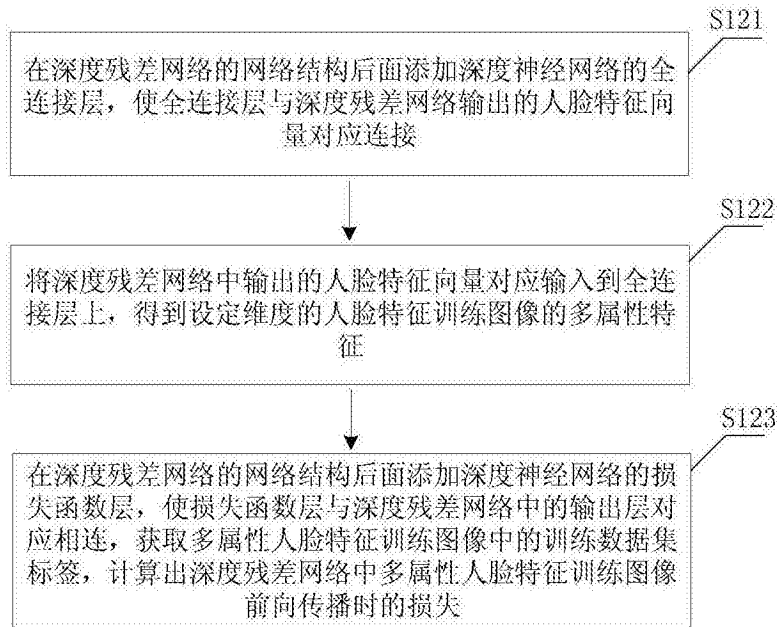 S121
在深度残差网络的网络结构后面添加深度神经网络的全
连接层，使全连接层与深度残差网络输出的人脸特征向
量对应连接
S122
将深度残差网络中输出的人脸特征向量对应输入到全连
接层上，得到设定维度的人脸特征训练图像的多属性特
征
S123
在深度残差网络的网络结构后面添加深度神经网络的损
失函数层，使损失函数层与深度残差网络中的输出层对
应相连，获取多属性人脸特征训练图像中的训练数据集
标签，计算出深度残差网络中多属性人脸特征训练图像
前向传播时的损失